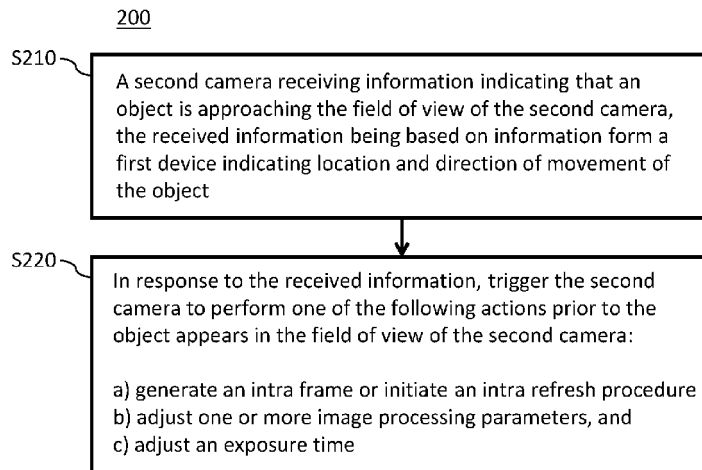 200
S210
A second camera receiving information indicating that an
object is approaching the field of view of the second camera,
the received information being based on information form a
first device indicating location and direction of movement of
the object
S220
In response to the received information, trigger the second
camera to perform one of the following actions prior to the
object appears in the field of view of the second camera:
a) generate an intra frame or initiate an intra refresh procedure
b) adjust one or more image processing parameters, and
c) adjust an exposure time